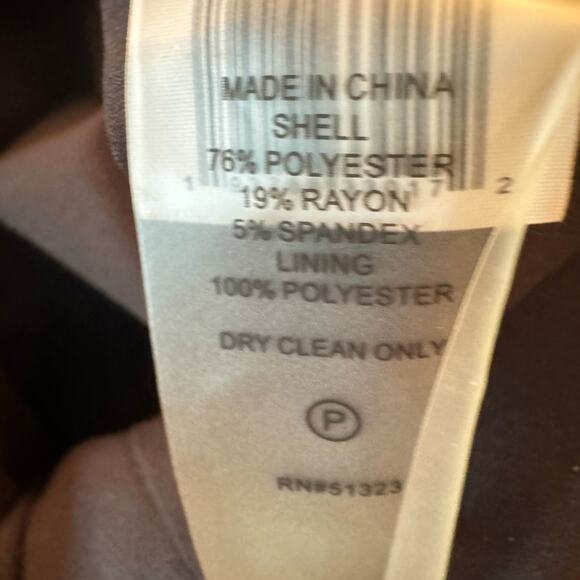 MADE IN CHINA
SHELL
76% POLYESTER
19% RAYON
5% SPANDEX
LINING
100% POLYESTER
DRY CLEAN ONLY
P
RN#51323